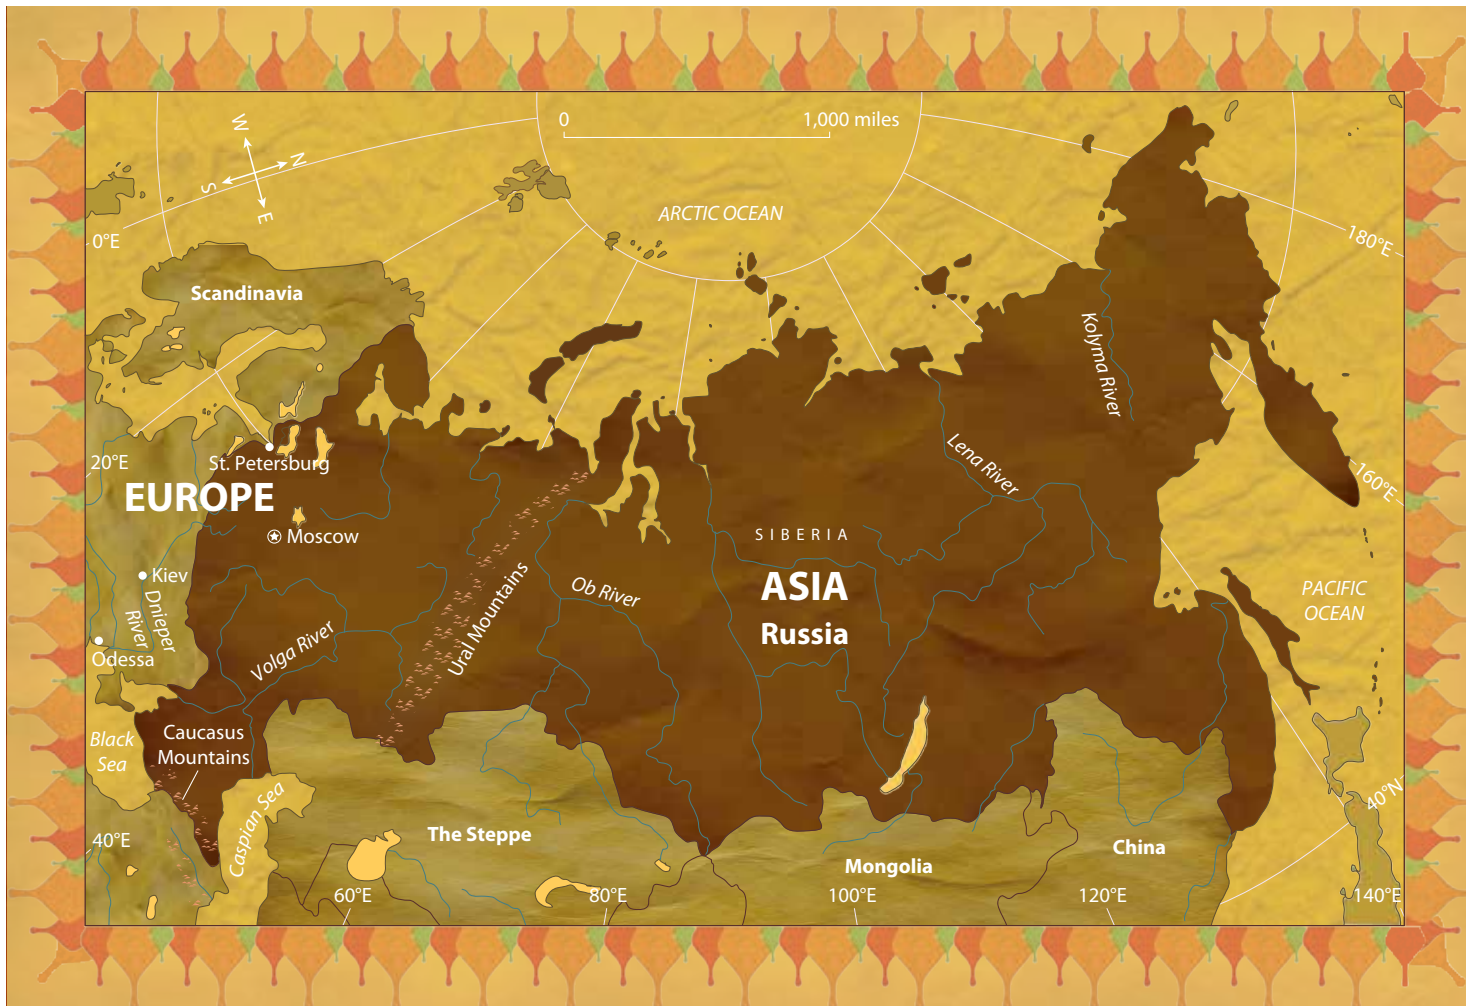 0 1,000 miles
W
N
S
E
ARCTIC OCEAN
0°E
180°E
Scandinavia
Kolyma River
20°E
St. Petersburg
Lena River
160°E
EUROPE
Moscow
SIBERIA
Kiev
Dnieper
River
Ob River
ASIA
Russia
PACIFIC
OCEAN
Ural Mountains
Volga River
Odessa
Black
Sea
Caucasus
Mountains
Caspian Sea
40°N
40°E
The Steppe
Mongolia
China
60°E
80°E
100°E
120°E
140°E